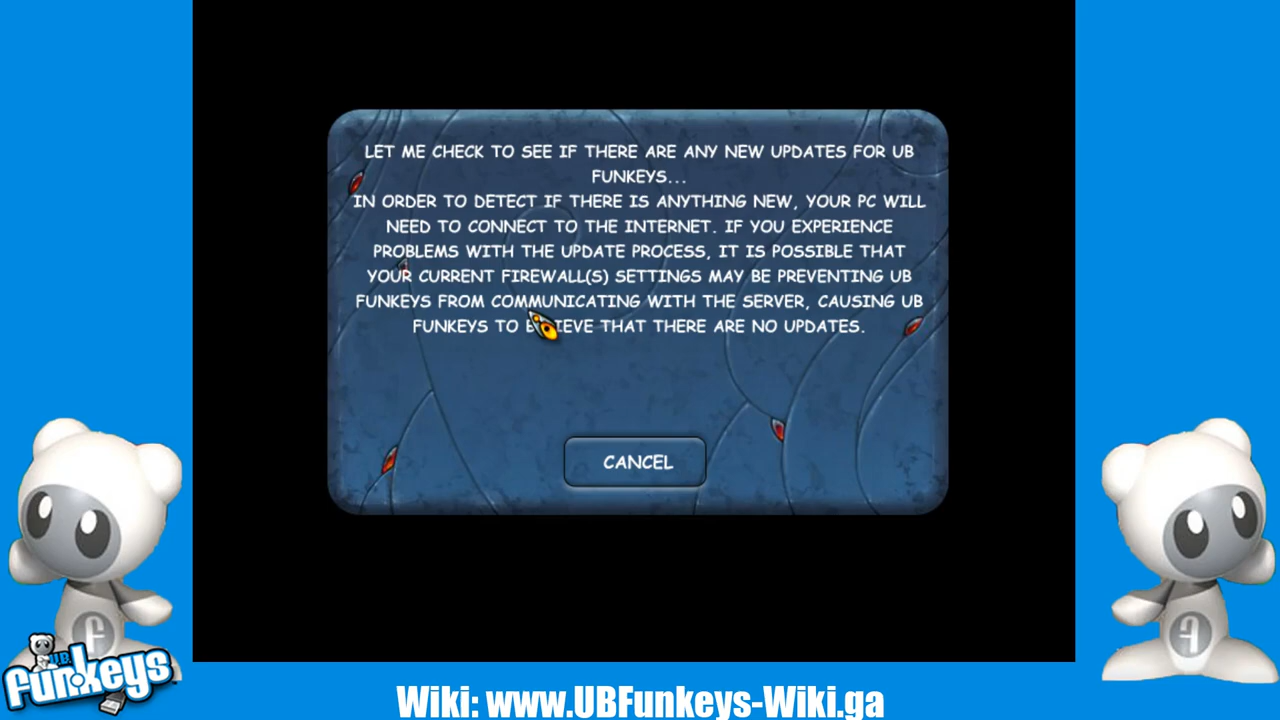 LET ME CHECK TO SEE IF THERE ARE ANY NEW UPDATES FOR UB
FUNKEYS...
IN ORDER TO DETECT IF THERE IS ANYTHING NEW, YOUR PC WILL
NEED TO CONNECT TO THE INTERNET. IF YOU EXPERIENCE
PROBLEMS WITH THE UPDATE PROCESS, IT IS POSSIBLE THAT
YOUR CURRENT FIREWALL(S) SETTINGS MAY BE PREVENTING UB
FUNKEYS FROM COMMUNICATING WITH THE SERVER, CAUSING UB
FUNKEYS TO BELIEVE THAT THERE ARE NO UPDATES.
CANCEL
U.B.
funkeys
Wiki: www.UBFunkeys-Wiki.ga